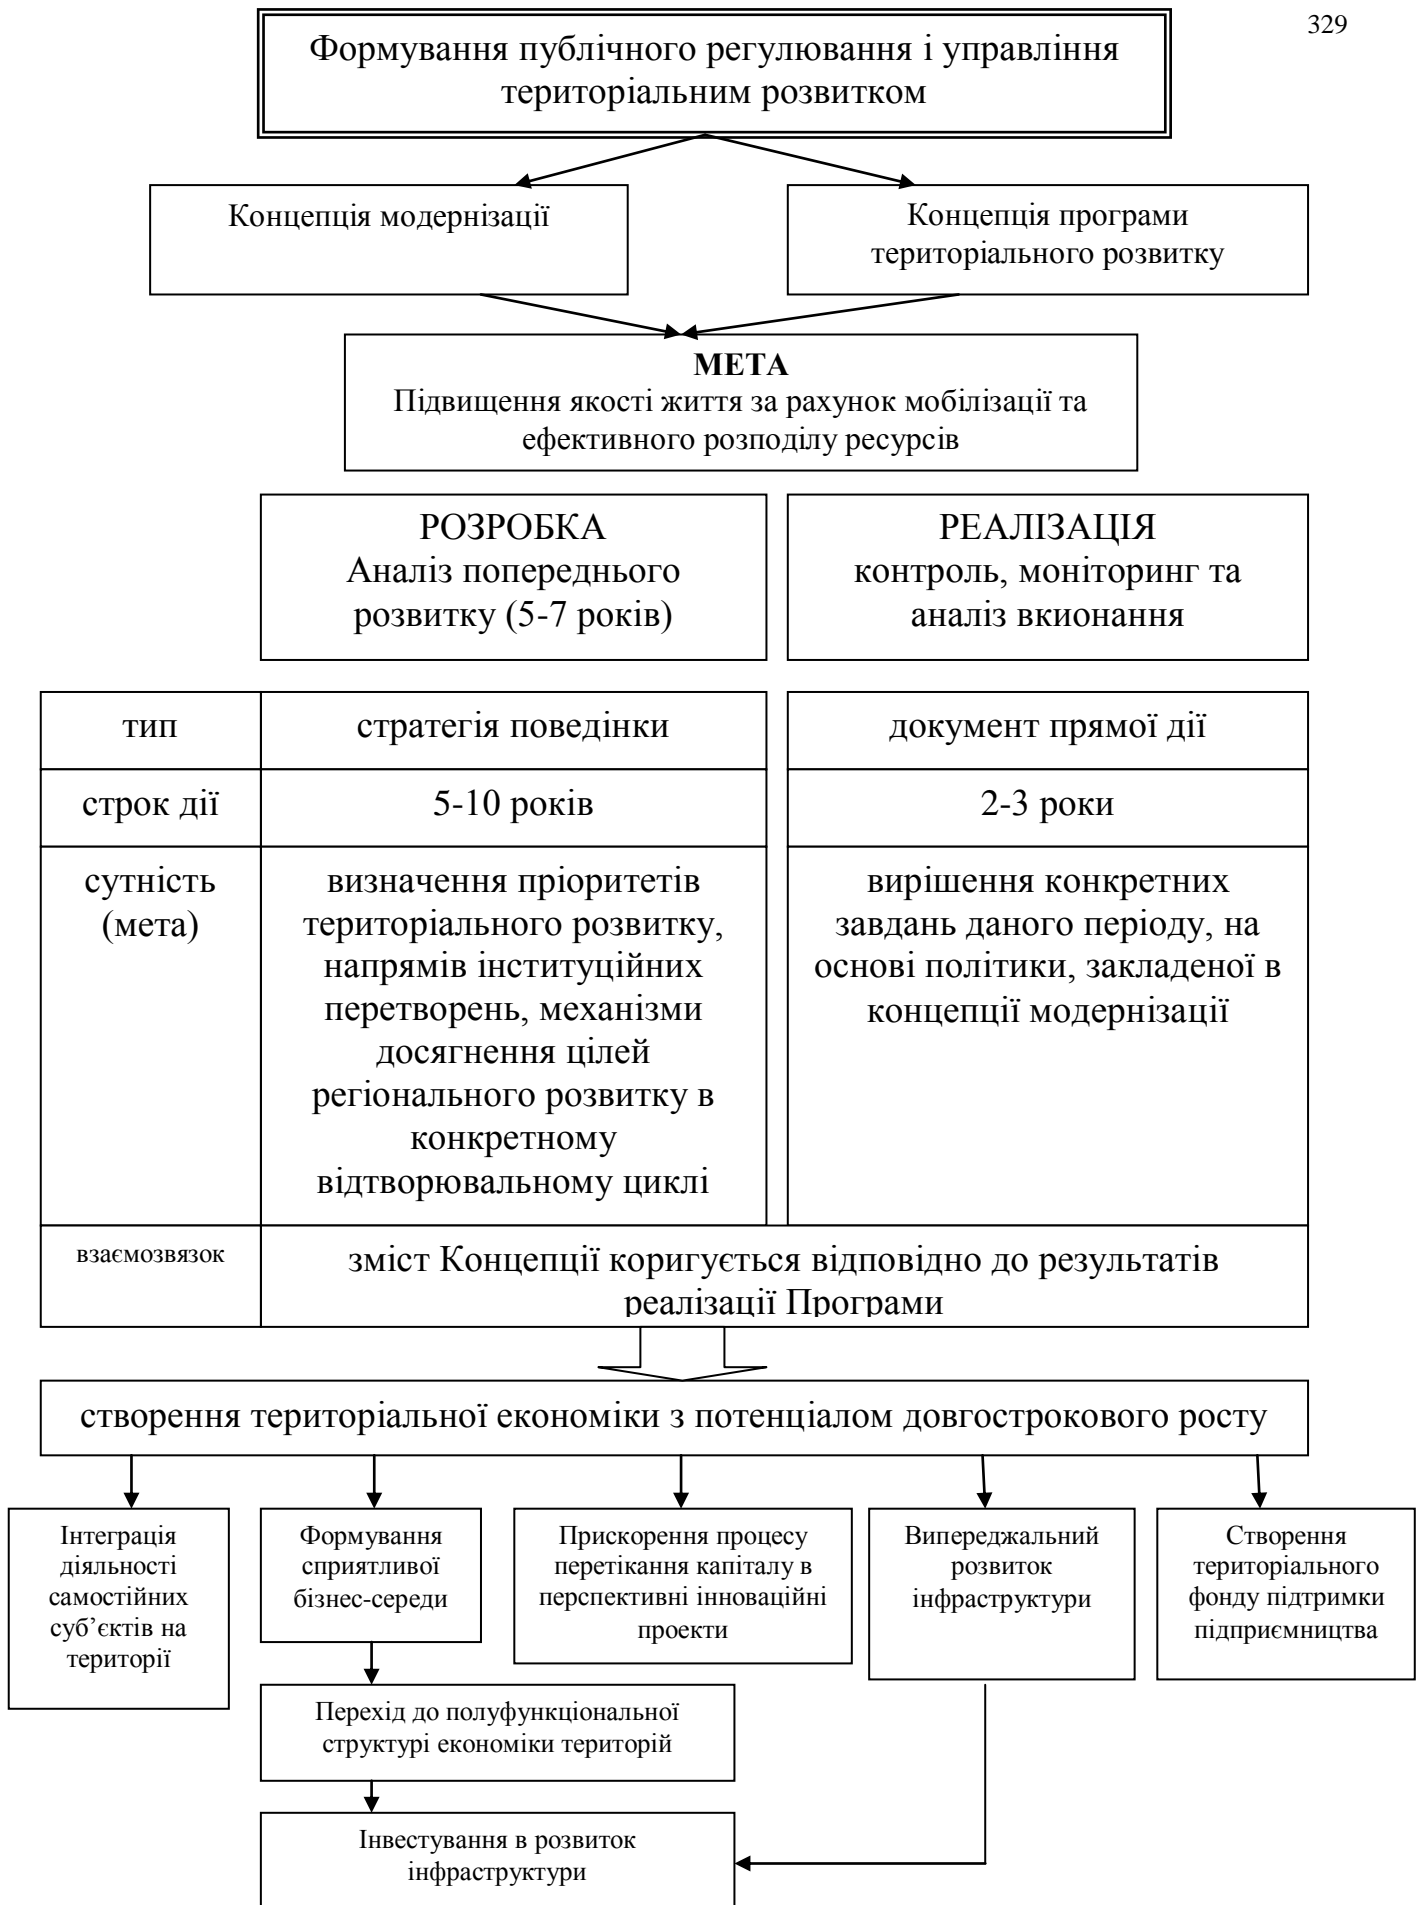 329
Формування публічного регулювання і управління
територіальним розвитком
Концепція модернізації
Концепція програми
територіального розвитку
МЕТА
Підвищення якості життя за рахунок мобілізації та
ефективного розподілу ресурсів
РОЗРОБКА
Аналіз попереднього
розвитку (5-7 років)
РЕАЛІЗАЦІЯ
контроль, моніторинг та
аналіз вкионання
тип
стратегія поведінки
документ прямої дії
строк дії
5-10 років
2-3 роки
сутність
(мета)
визначення пріоритетів
територіального розвитку,
напрямів інституційних
перетворень, механізми
досягнення цілей
регіонального розвитку в
конкретному
відтворювальному циклі
вирішення конкретних
завдань даного періоду, на
основі політики, закладеної в
концепції модернізації
взаємозвязок
зміст Концепції коригується відповідно до результатів
реалізації Програми
створення територіальної економіки з потенціалом довгострокового росту
Інтеграція
діяльності
самостійних
суб’єктів на
території
Формування
сприятливої
бізнес-середи
Прискорення процесу
перетікання капіталу в
перспективні інноваційні
проекти
Випереджальний
розвиток
інфраструктури
Створення
територіального
фонду підтримки
підприємництва
Перехід до полуфункціональної
структурі економіки територій
Інвестування в розвиток
інфраструктури